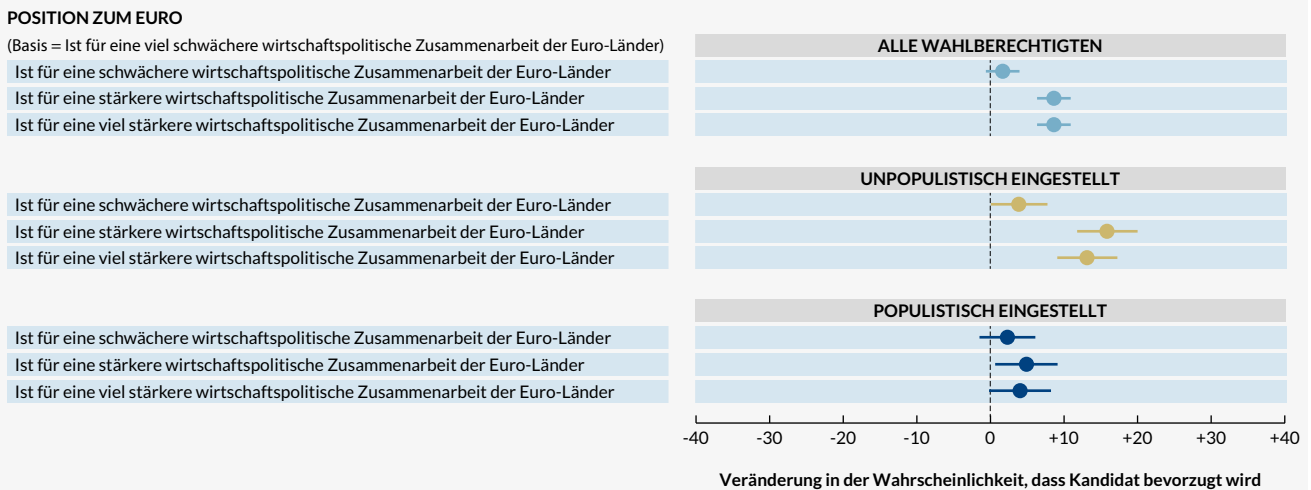 POSITION ZUM EURO
(Basis = Ist für eine viel schwächere wirtschaftspolitische Zusammenarbeit der Euro-Länder)
ALLE WAHLBERECHTIGTEN
Ist für eine schwächere wirtschaftspolitische Zusammenarbeit der Euro-Länder
Ist für eine stärkere wirtschaftspolitische Zusammenarbeit der Euro-Länder
Ist für eine viel stärkere wirtschaftspolitische Zusammenarbeit der Euro-Länder
UNPOPULISTISCH EINGESTELLT
Ist für eine schwächere wirtschaftspolitische Zusammenarbeit der Euro-Länder
Ist für eine stärkere wirtschaftspolitische Zusammenarbeit der Euro-Länder
Ist für eine viel stärkere wirtschaftspolitische Zusammenarbeit der Euro-Länder
POPULISTISCH EINGESTELLT
Ist für eine schwächere wirtschaftspolitische Zusammenarbeit der Euro-Länder
Ist für eine stärkere wirtschaftspolitische Zusammenarbeit der Euro-Länder
Ist für eine viel stärkere wirtschaftspolitische Zusammenarbeit der Euro-Länder
-40 -30 -20 -10 0 +10 +20 +30 +40
Veränderung in der Wahrscheinlichkeit, dass Kandidat bevorzugt wird